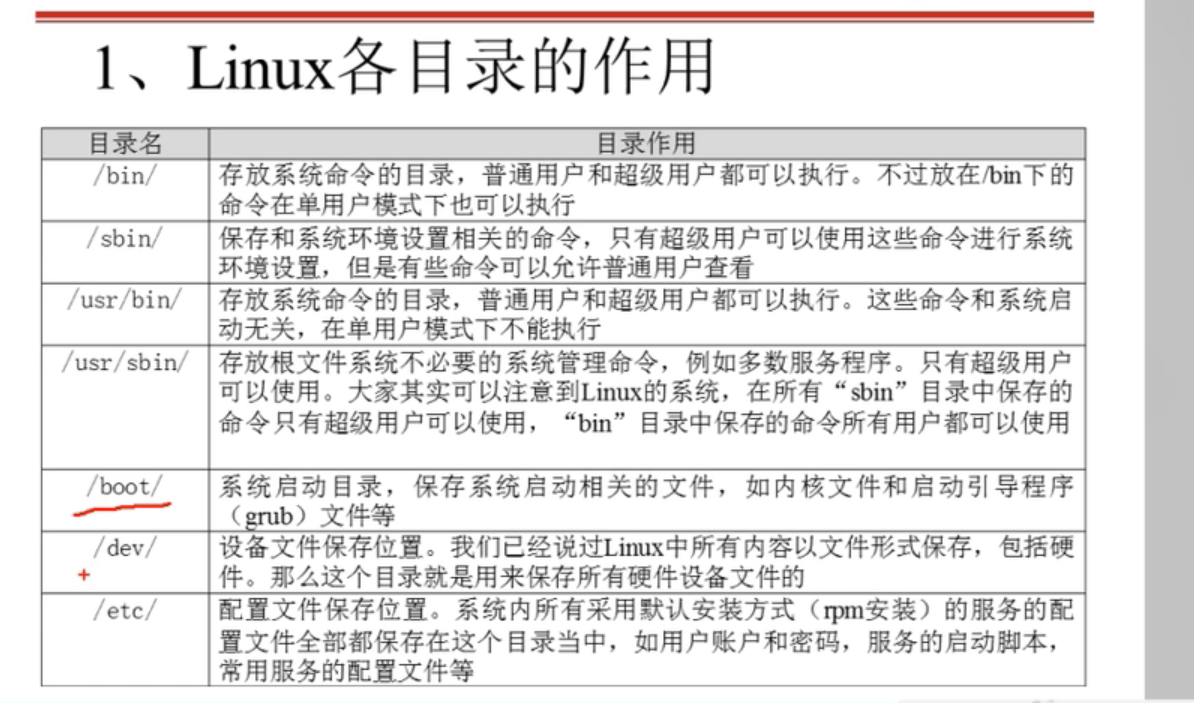 1、Linux各目录的作用
目录名 目录作用
/bin/ 存放系统命令的目录，普通用户和超级用户都可以执行。不过放在/bin下的
命令在单用户模式下也可以执行
/sbin/ 保存和系统环境设置相关的命令，只有超级用户可以使用这些命令进行系统
环境设置，但是有些命令可以允许普通用户查看
/usr/bin/ 存放系统命令的目录，普通用户和超级用户都可以执行。这些命令和系统启
动无关，在单用户模式下不能执行
/usr/sbin/ 存放根文件系统不必要的系统管理命令，例如多数服务程序。只有超级用户
可以使用。大家其实可以注意到Linux的系统，在所有“sbin”目录中保存的
命令只有超级用户可以使用，“bin”目录中保存的命令所有用户都可以使用
/boot/ 系统启动目录，保存系统启动相关的文件，如内核文件和启动引导程序
（grub）文件等
/dev/ 设备文件保存位置。我们已经说过Linux中所有内容以文件形式保存，包括硬
件。那么这个目录就是用来保存所有硬件设备文件的
/etc/ 配置文件保存位置。系统内所有采用默认安装方式（rpm安装）的服务的配
置文件全部都保存在这个目录当中，如用户账户和密码，服务的启动脚本，
常用服务的配置文件等